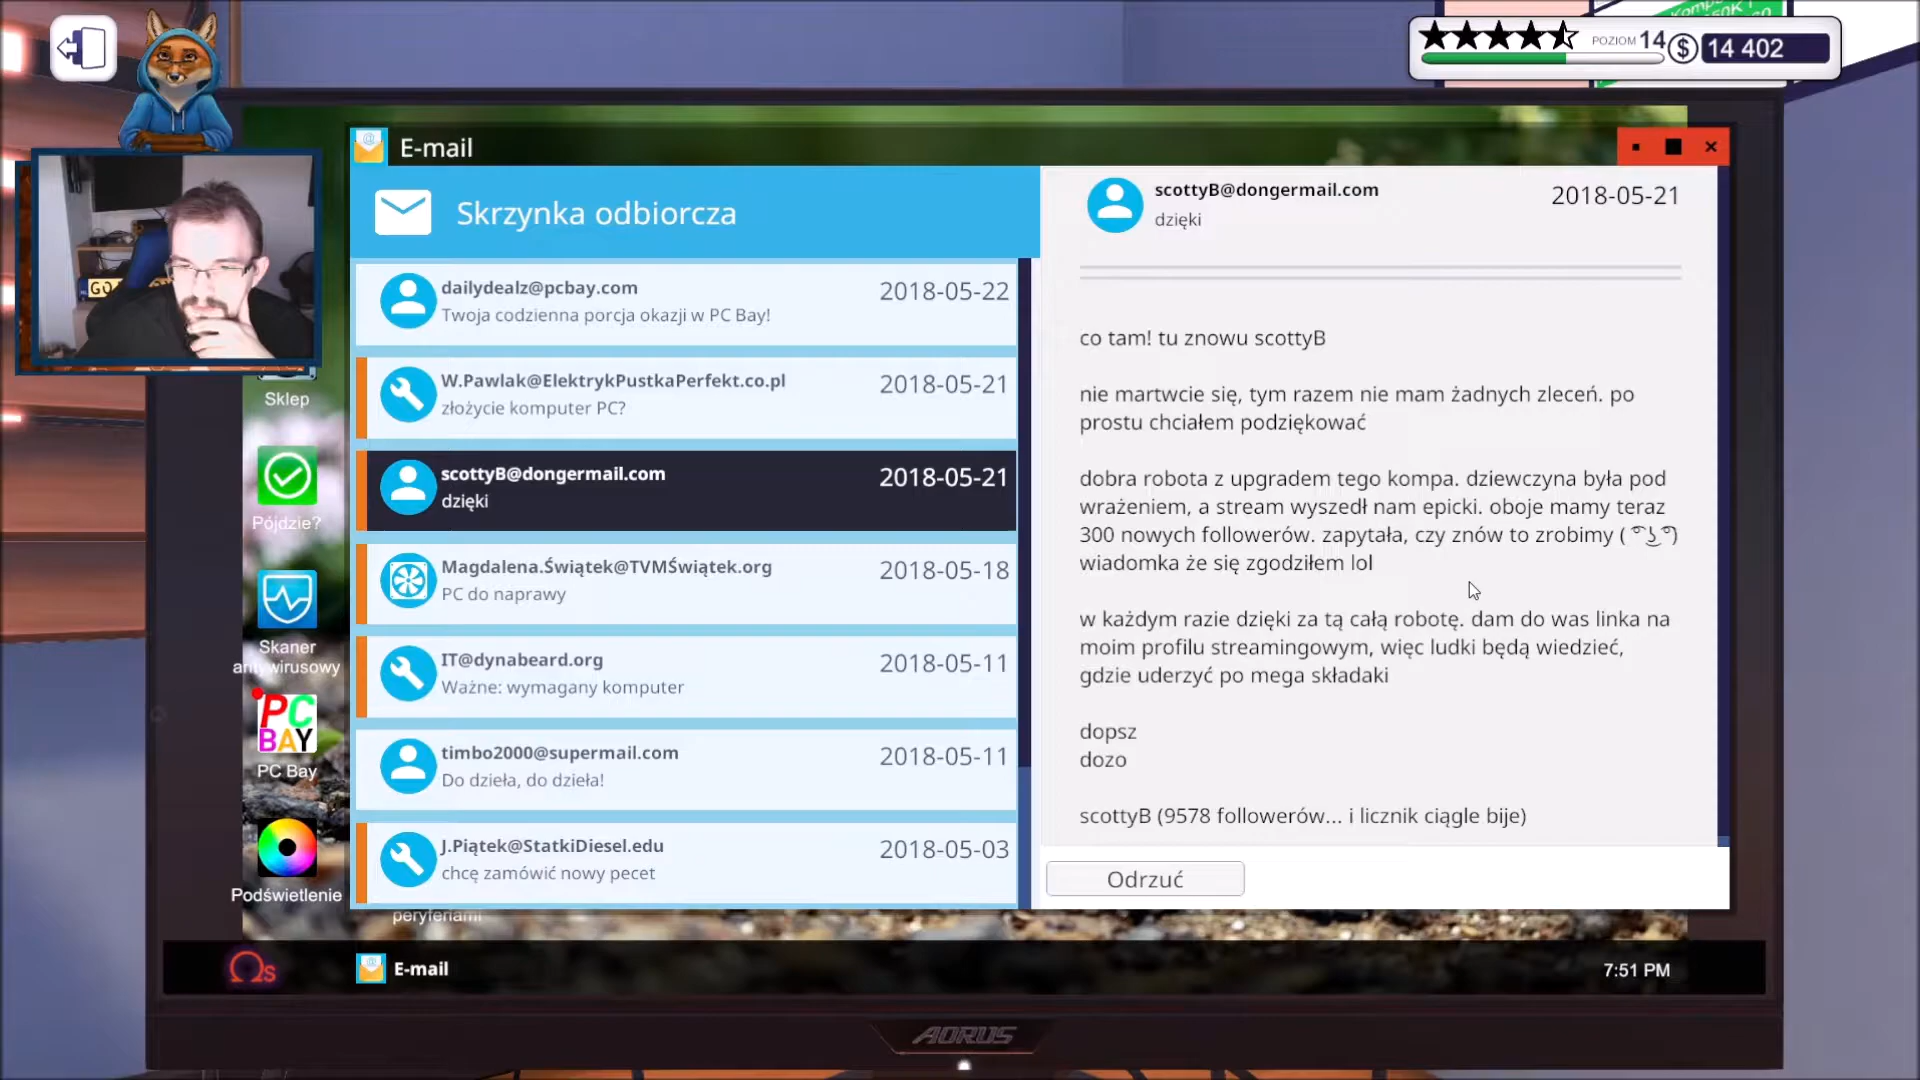 POZIOM 14
$ 14 402
E-mail
Skrzynka odbiorcza
dailydealz@pcbay.com
2018-05-22
Twoja codzienna porcja okazji w PC Bay!
W.Pawlak@ElektrykPustkaPerfekt.co.pl
2018-05-21
złożycie komputer PC?
scottyB@dongermail.com
2018-05-21
dzięki
Magdalena.Świątek@TVMŚwiątek.org
2018-05-18
PC do naprawy
IT@dynabeard.org
2018-05-11
Ważne: wymagany komputer
timbo2000@supermail.com
2018-05-11
Do dzieła, do dzieła!
J.Piątek@StatkiDiesel.edu
2018-05-03
chcę zamówić nowy pecet
scottyB@dongermail.com
2018-05-21
dzięki
co tam! tu znowu scottyB
nie martwcie się, tym razem nie mam żadnych zleceń. po
prostu chciałem podziękować
dobra robota z upgradem tego kompa. dziewczyna była pod
wrażeniem, a stream wyszedł nam epicki. oboje mamy teraz
300 nowych followerów. zapytała, czy znów to zrobimy ( ͡° ͜ʖ ͡°)
wiadomka że się zgodziłem lol
w każdym razie dzięki za tą całą robotę. dam do was linka na
moim profilu streamingowym, więc ludki będą wiedzieć,
gdzie uderzyć po mega składaki
dopsz
dozo
scottyB (9578 followerów... i licznik ciągle bije)
Odrzuć
Sklep
Pójdzie?
Skaner
antywirusowy
PC
BAY
PC Bay
Podświetlenie
peryferiami
Ωs
E-mail
7:51 PM
AORUS